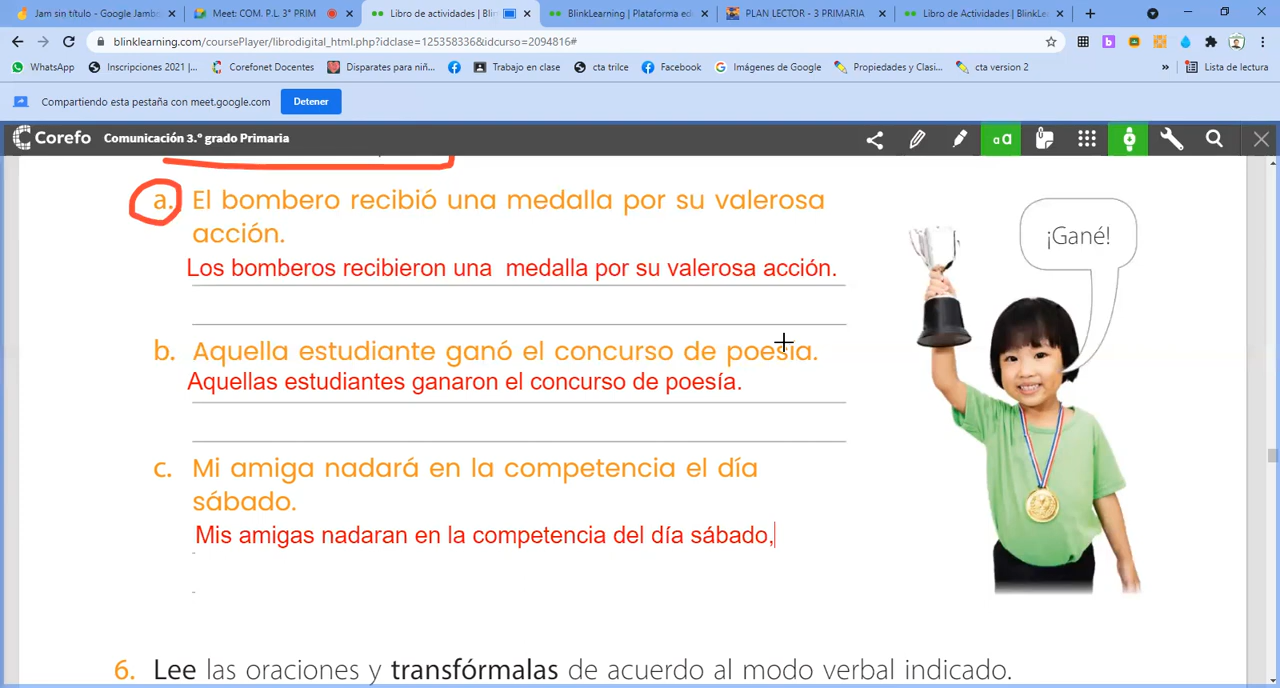 Jam sin título - Google Jambo
Meet: COM. P.L. 3° PRIM
Libro de actividades | Blin
BlinkLearning | Plataforma ed
PLAN LECTOR - 3 PRIMARIA
Libro de Actividades | BlinkLe
blinklearning.com/coursePlayer/librodigital_html.php?idclase=125358336&idcurso=2094816#
WhatsApp
Inscripciones 2021 |...
Corefonet Docentes
Disparates para niñ...
Trabajo en clase
cta trilce
Facebook
Imágenes de Google
Propiedades y Clasi...
cta version 2
»
Lista de lectura
Compartiendo esta pestaña con meet.google.com
Detener
Corefo
Comunicación 3.º grado Primaria
aa
a. El bombero recibió una medalla por su valerosa
acción.
Los bomberos recibieron una  medalla por su valerosa acción.
¡Gané!
b. Aquella estudiante ganó el concurso de poesía.
Aquellas estudiantes ganaron el concurso de poesía.
c. Mi amiga nadará en la competencia el día
sábado.
Mis amigas nadaran en la competencia del día sábado,
6. Lee las oraciones y transfórmalas de acuerdo al modo verbal indicado.